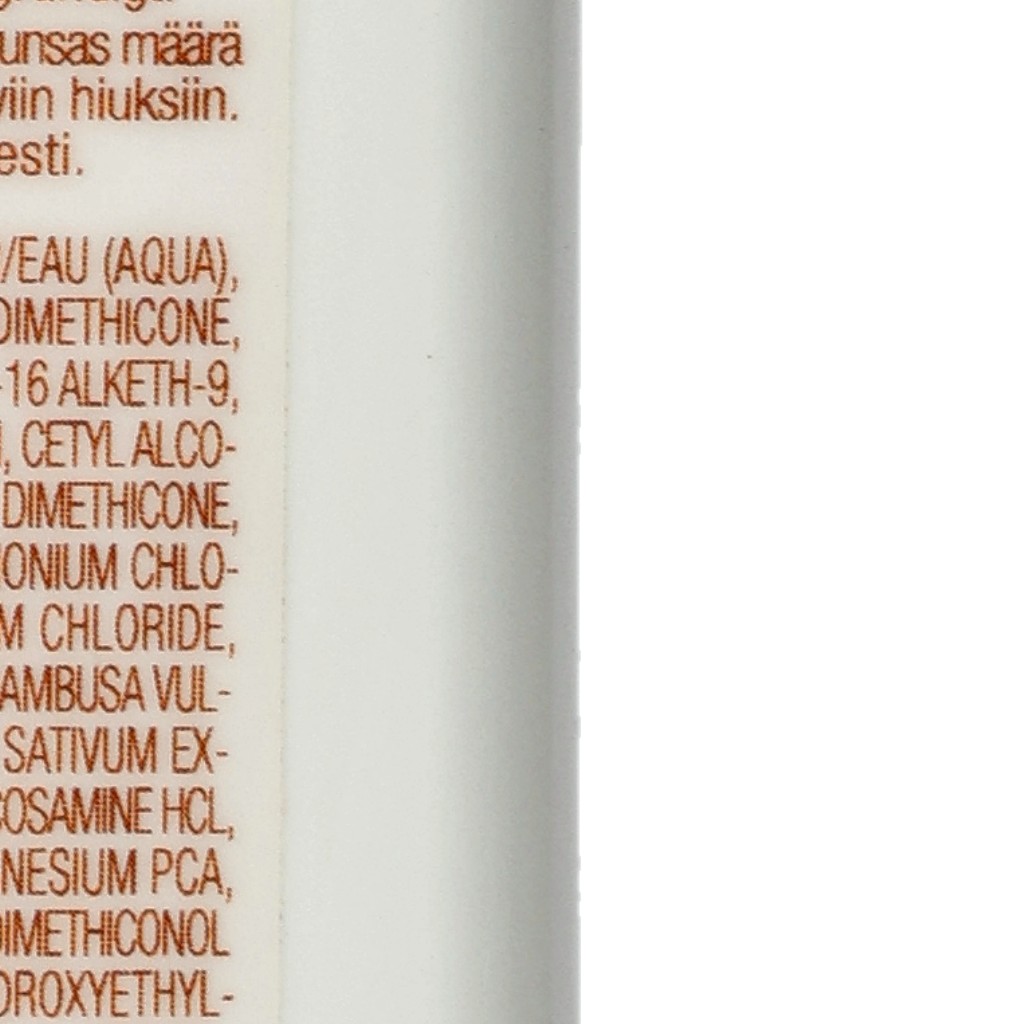 unsas määrä
viin hiuksiin.
esti.
/EAU (AQUA),
DIMETHICONE,
-16 ALKETH-9,
, CETYL ALCO-
DIMETHICONE,
ONIUM CHLO-
M CHLORIDE,
AMBUSA VUL-
SATIVUM EX-
COSAMINE HCL,
NESIUM PCA,
DIMETHICONOL
DROXYETHYL-